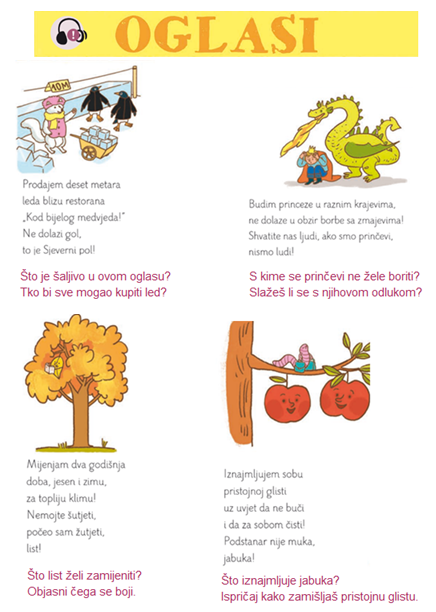 OGLASI
10M
Prodajem deset metara
leda blizu restorana
„Kod bijelog medvjeda!“
Ne dolazi gol,
to je Sjeverni pol!
Što je šaljivo u ovom oglasu?
Tko bi sve mogao kupiti led?
Budim princeze u raznim krajevima,
ne dolaze u obzir borbe sa zmajevima!
Shvatite nas ljudi, ako smo prinčevi,
nismo ludi!
S kime se prinčevi ne žele boriti?
Slažeš li se s njihovom odlukom?
Mijenjam dva godišnja
doba, jesen i zimu,
za topliju klimu!
Nemojte šutjeti,
počeo sam žutjeti,
list!
Što list želi zamijeniti?
Objasni čega se boji.
Iznajmljujem sobu
pristojnoj glisti
uz uvjet da ne buči
i da za sobom čisti!
Podstanar nije muka,
jabuka!
Što iznajmljuje jabuka?
Ispričaj kako zamišljaš pristojnu glistu.